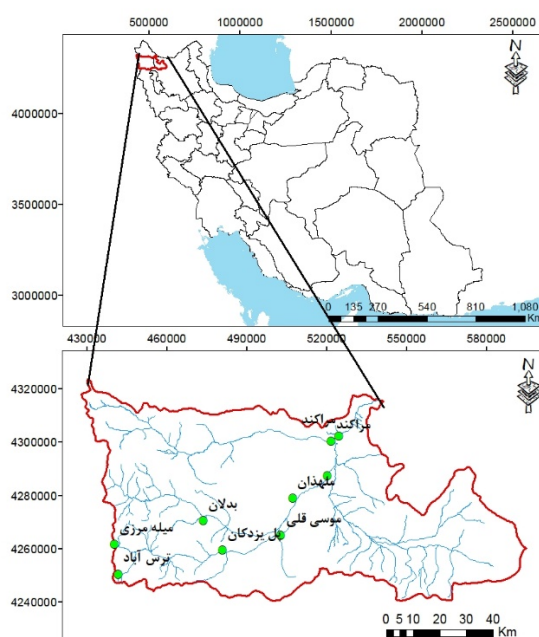 500000 1000000 1500000 2000000 2500000
N
4000000
3500000
3000000
0 135 270 540 810 1,080
Km
430000 460000 490000 520000 550000 580000
N
4320000
4300000
4280000
4260000
4240000
مراکند
مراکند
ملهذان
بدلان
موسی قلی
میله مرزی
پل یزدکان
ترس آباد
0 5 10 20 30 40
Km